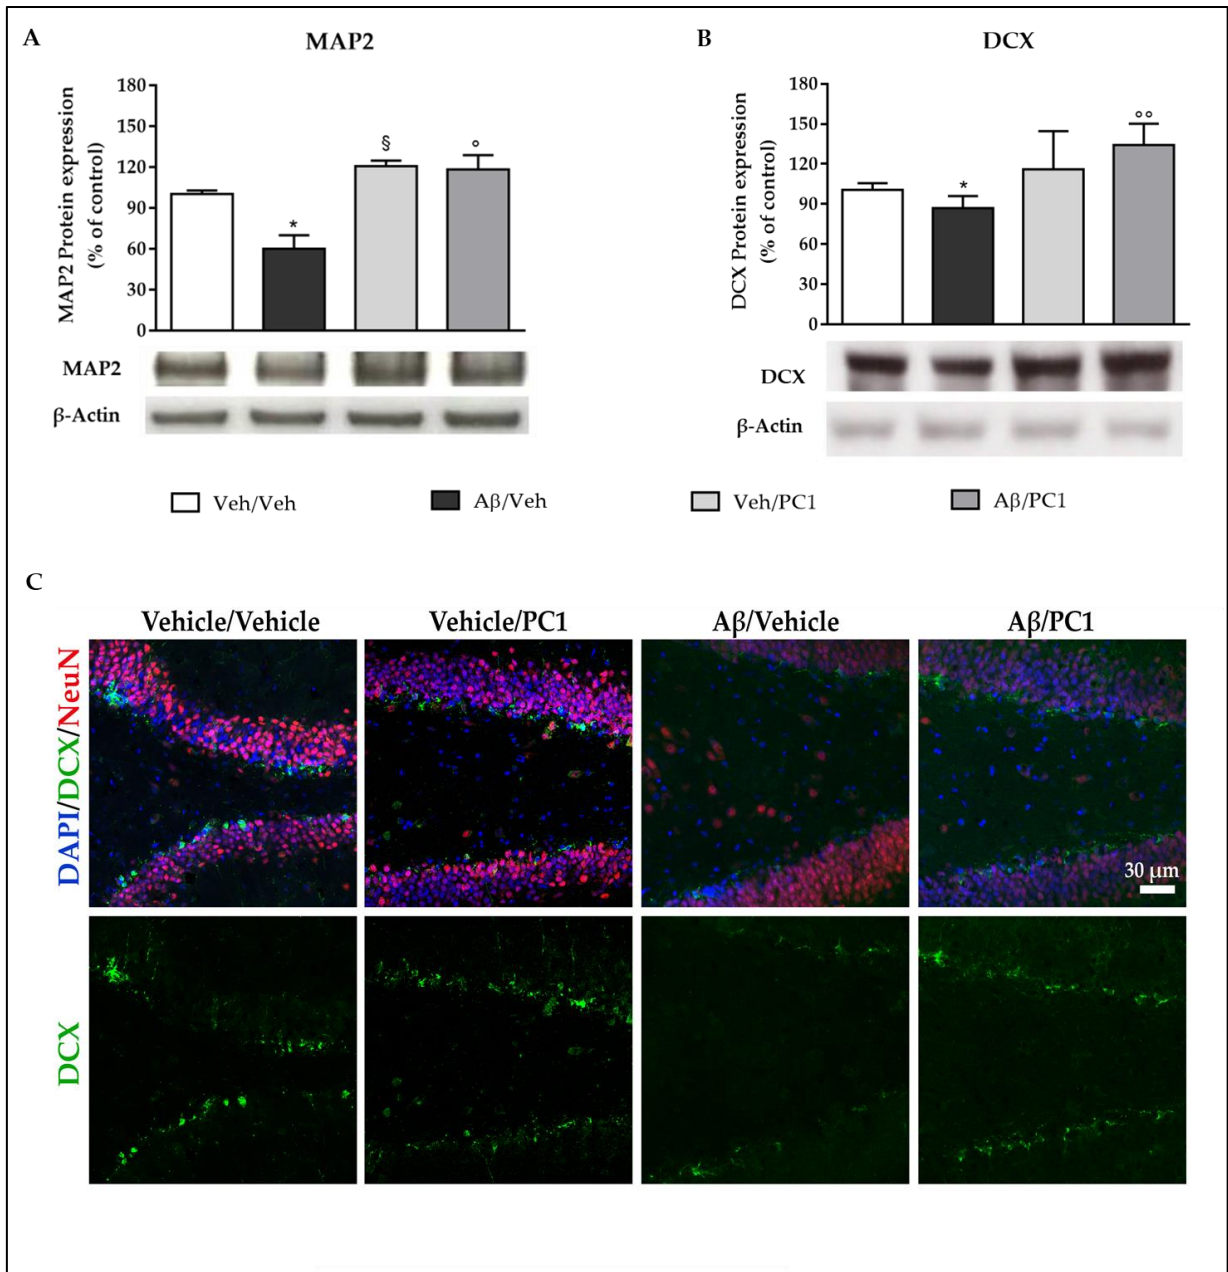 A
MAP2
MAP2 Protein expression
(% of control)
180
150
120
90
60
30
0
*
§
°
MAP2
β-Actin
B
DCX
DCX Protein expression
(% of control)
180
150
120
90
60
30
0
*
°°
DCX
β-Actin
Veh/Veh
Aβ/Veh
Veh/PC1
Aβ/PC1
C
Vehicle/Vehicle
Vehicle/PC1
Aβ/Vehicle
Aβ/PC1
DAPI/DCX/NeuN
30 µm
DCX